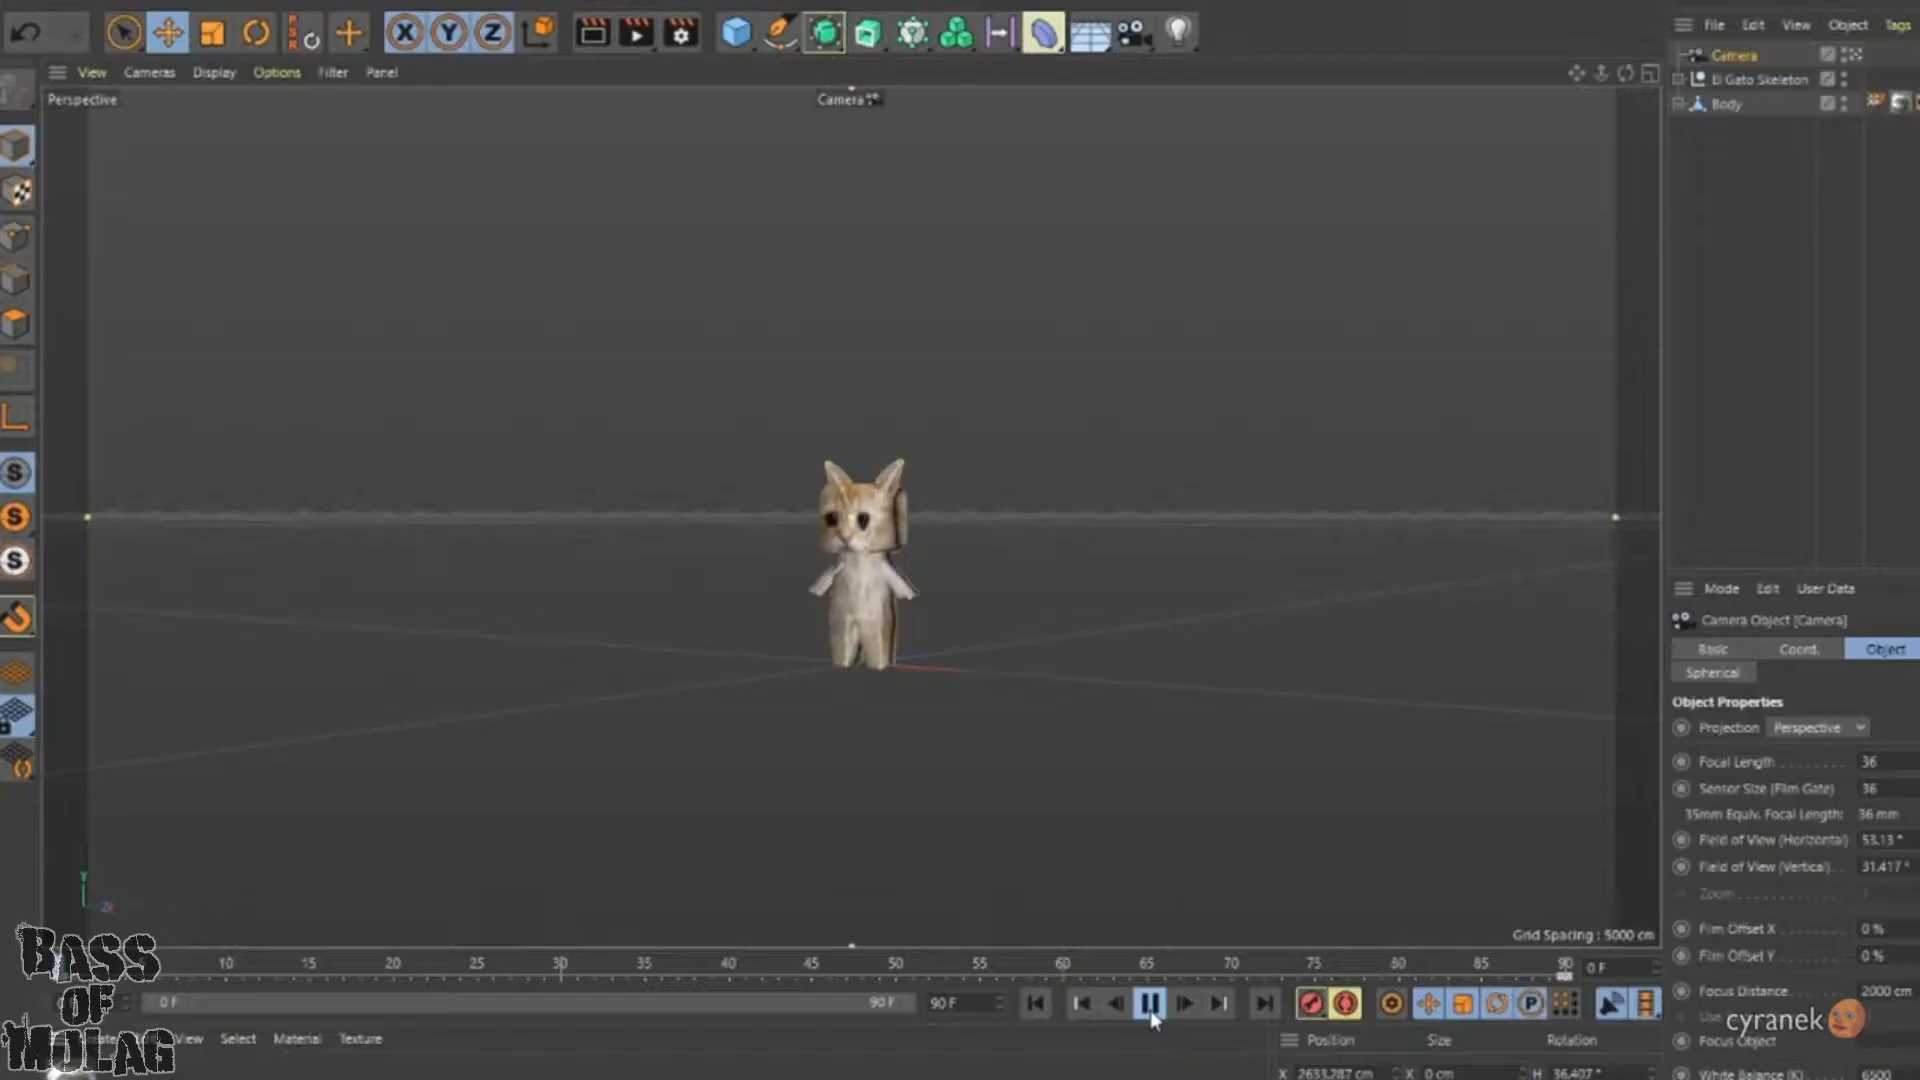 File Edit View Object Tags
View Cameras Display Options Filter Panel
Perspective
Camera
Camera
El Gato Skeleton
Body
X Y Z
PSR
S
S
S
Mode Edit User Data
Camera Object [Camera]
Basic Coord. Object
Spherical
Object Properties
Projection Perspective
Focal Length 36
Sensor Size (Film Gate) 36
35mm Equiv. Focal Length: 36 mm
Field of View (Horizontal) 53.13 °
Field of View (Vertical) 31.417 °
Zoom
Film Offset X 0 %
Film Offset Y 0 %
Focus Distance 2000 cm
Focus Object
White Balance (K) 6500
Y
Grid Spacing : 5000 cm
10 15 20 25 30 35 40 45 50 55 60 65 70 75 80 85 90 0 F
0 F 90 F 90 F
P
View Select Material Texture
Position Size Rotation
X 2633.287 cm X 0 cm H 36.407 °
BASS
OF
MOLAG
cyranek